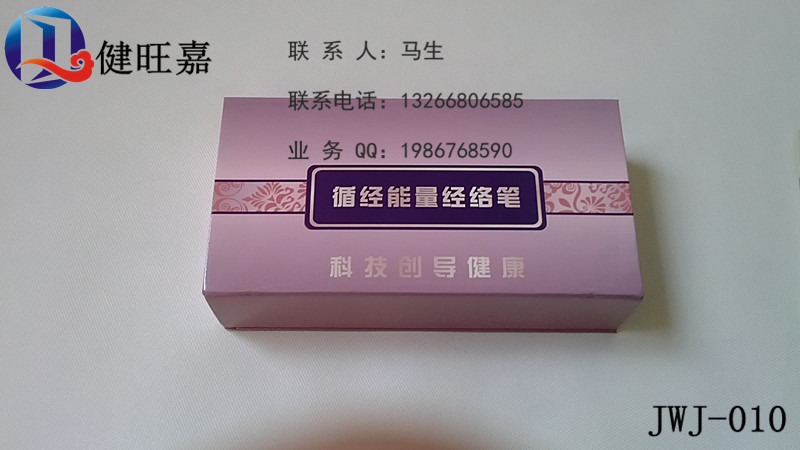 健旺嘉
联 系 人：马生
联系电话：13266806585
业 务 QQ：1986768590
循经能量经络笔
科技创导健康
JWJ-010